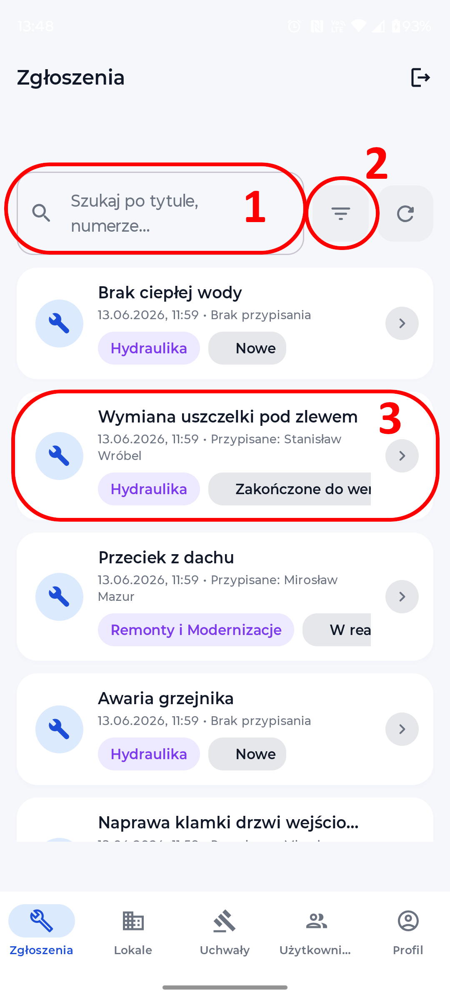 13:48
Vo LTE
93%
Zgłoszenia
2
Szukaj po tytule,
numerze...
1
Brak ciepłej wody
13.06.2026, 11:59 • Brak przypisania
Hydraulika
Nowe
Wymiana uszczelki pod zlewem
3
13.06.2026, 11:59 • Przypisane: Stanisław
Wróbel
Hydraulika
Zakończone do wer
Przeciek z dachu
13.06.2026, 11:59 • Przypisane: Mirosław
Mazur
Remonty i Modernizacje
W rea
Awaria grzejnika
13.06.2026, 11:59 • Brak przypisania
Hydraulika
Nowe
Naprawa klamki drzwi wejścio...
Zgłoszenia
Lokale
Uchwały
Użytkowni...
Profil